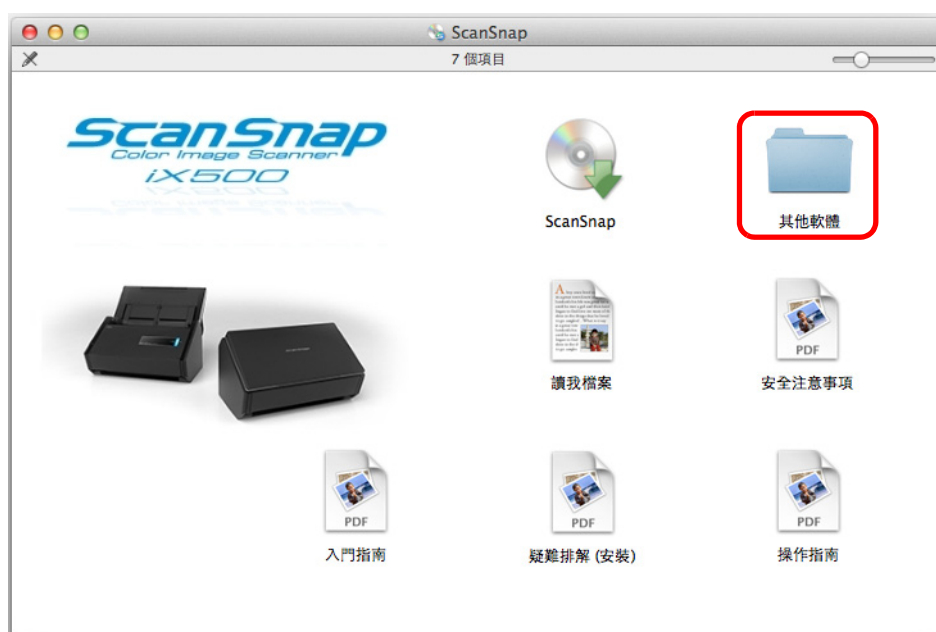 ScanSnap
7 個項目
ScanSnap
Color Image Scanner
iX500
ScanSnap
其他軟體
讀我檔案
PDF
安全注意事項
PDF
入門指南
PDF
疑難排解 (安裝)
PDF
操作指南